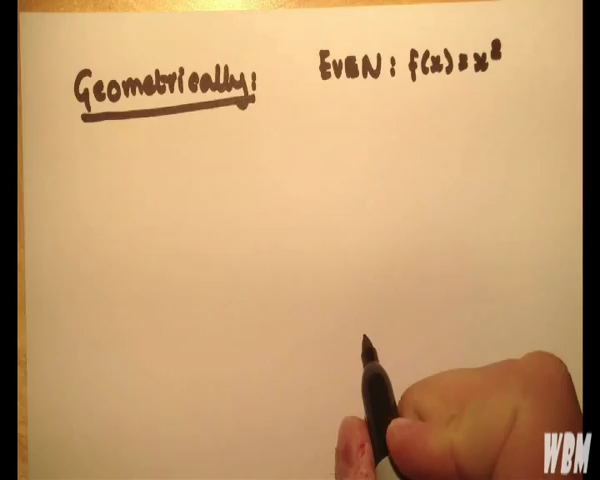 Geometrically: EVEN: f(x) = x²
WBM